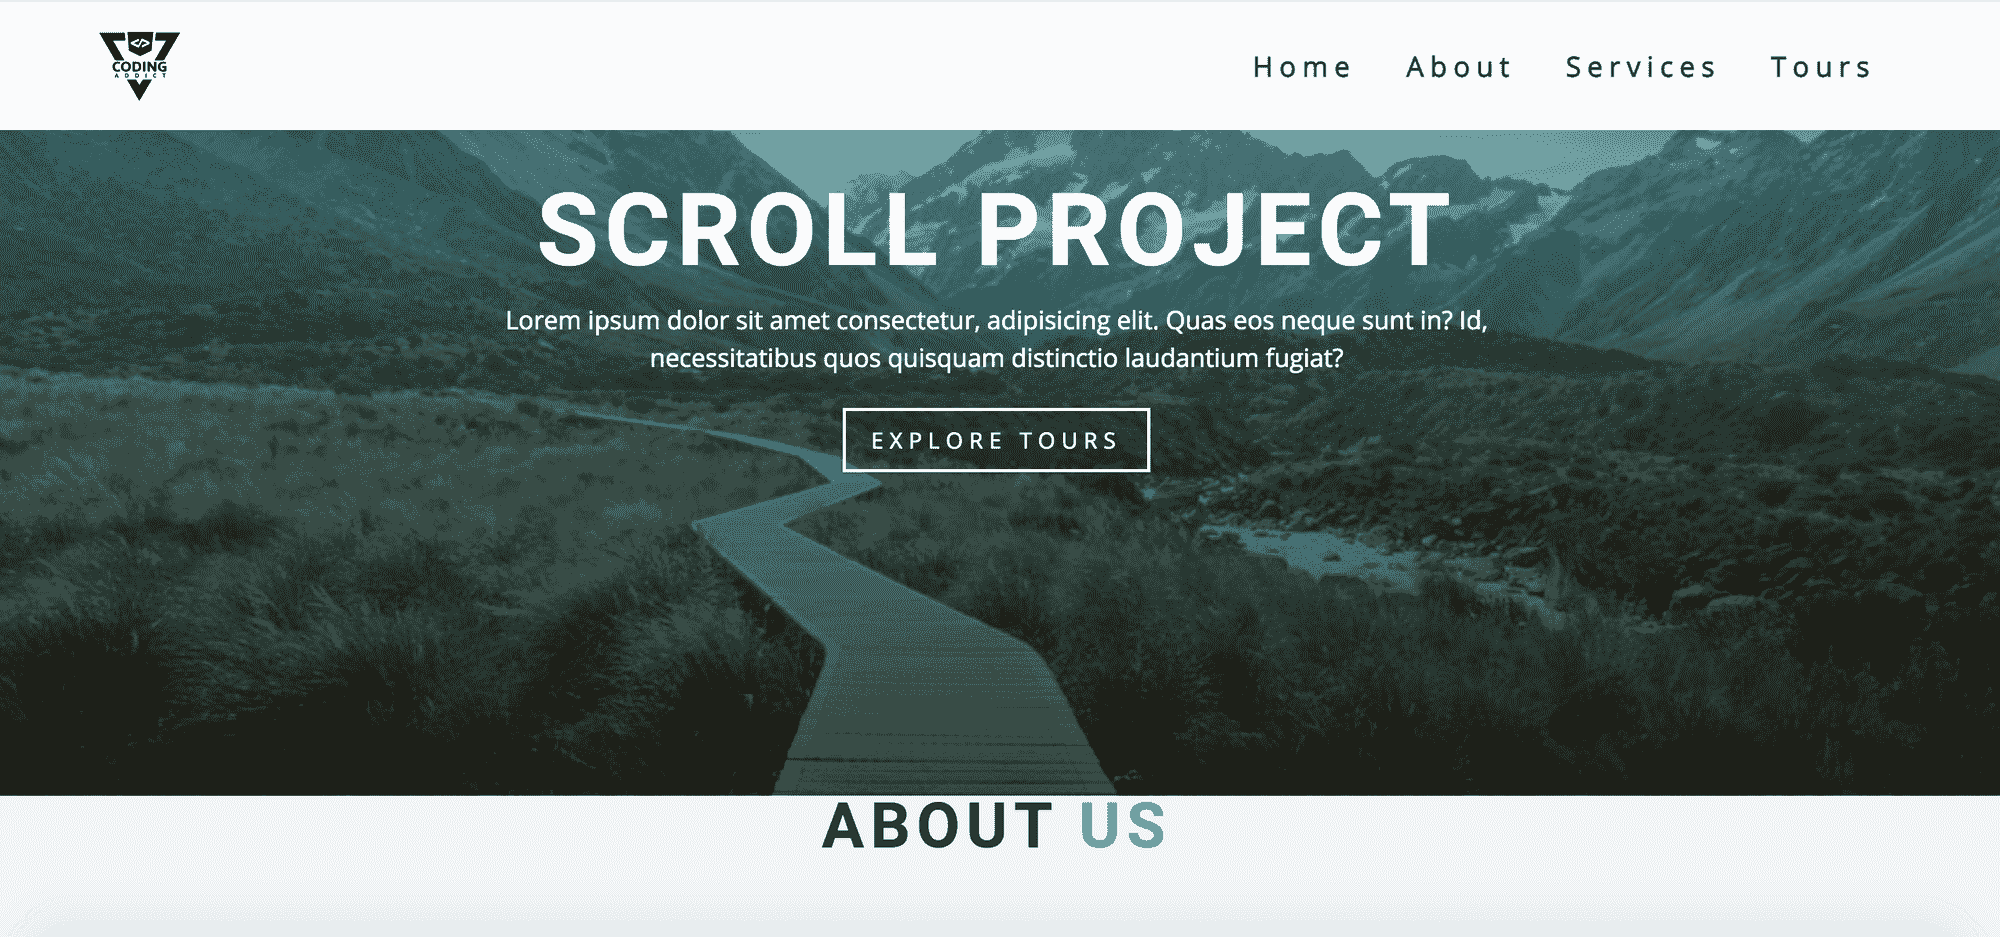 CODING
ADDICT
Home About Services Tours
SCROLL PROJECT
Lorem ipsum dolor sit amet consectetur, adipisicing elit. Quas eos neque sunt in? Id,
necessitatibus quos quisquam distinctio laudantium fugiat?
EXPLORE TOURS
ABOUT US